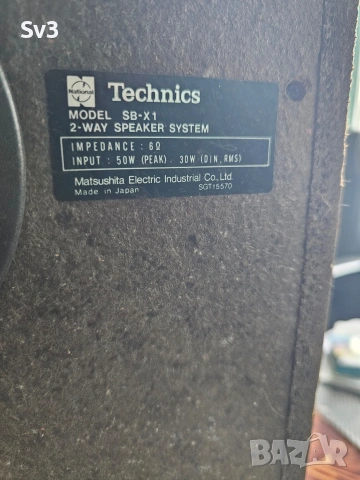 Sv3
National
Technics
MODEL SB-X1
2-WAY SPEAKER SYSTEM
IMPEDANCE : 6Ω
INPUT : 50W (PEAK). 30W (DIN, RMS)
Matsushita Electric Industrial Co., Ltd.
Made in Japan
SGT15570
BAZAR